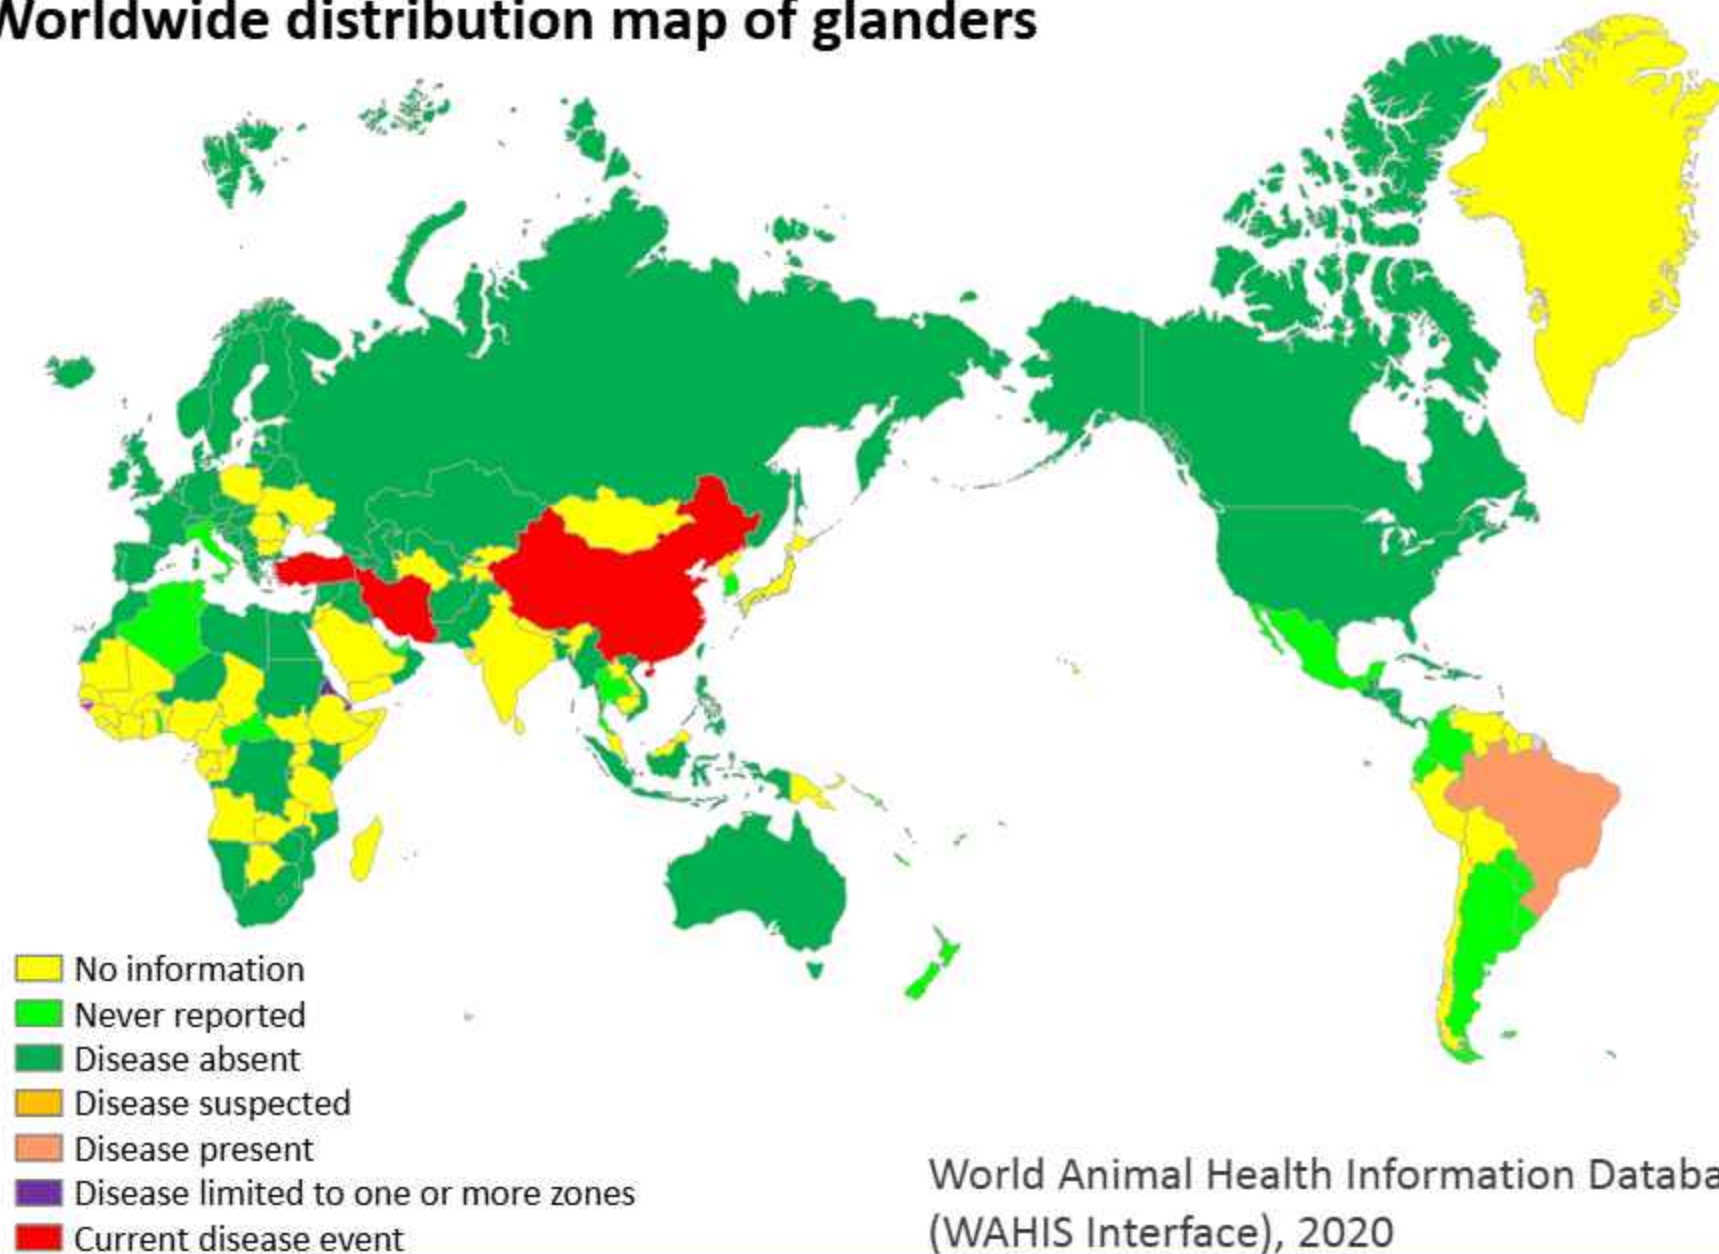 Worldwide distribution map of glanders
No information
Never reported
Disease absent
Disease suspected
Disease present
Disease limited to one or more zones
Current disease event
World Animal Health Information Databa
(WAHIS Interface), 2020